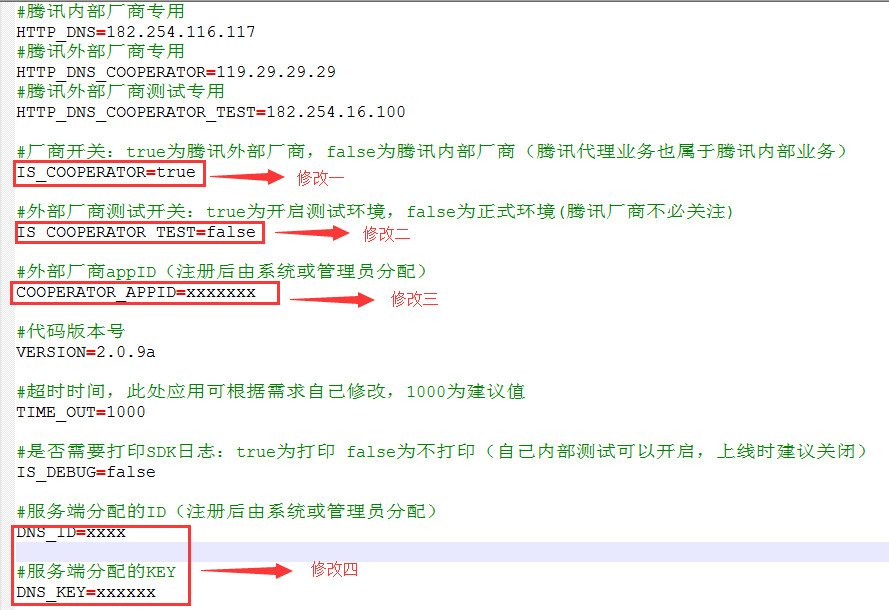 #腾讯内部厂商专用
HTTP_DNS=182.254.116.117
#腾讯外部厂商专用
HTTP_DNS_COOPERATOR=119.29.29.29
#腾讯外部厂商测试专用
HTTP_DNS_COOPERATOR_TEST=182.254.16.100
#厂商开关：true为腾讯外部厂商，false为腾讯内部厂商（腾讯代理业务也属于腾讯内部业务）
IS_COOPERATOR=true 修改一
#外部厂商测试开关：true为开启测试环境，false为正式环境(腾讯厂商不必关注)
IS_COOPERATOR_TEST=false 修改二
#外部厂商appID（注册后由系统或管理员分配）
COOPERATOR_APPID=xxxxxxx 修改三
#代码版本号
VERSION=2.0.9a
#超时时间，此处应用可根据需求自己修改，1000为建议值
TIME_OUT=1000
#是否需要打印SDK日志：true为打印 false为不打印（自己内部测试可以开启，上线时建议关闭）
IS_DEBUG=false
#服务端分配的ID（注册后由系统或管理员分配）
DNS_ID=xxxx
#服务端分配的KEY 修改四
DNS_KEY=xxxxxx